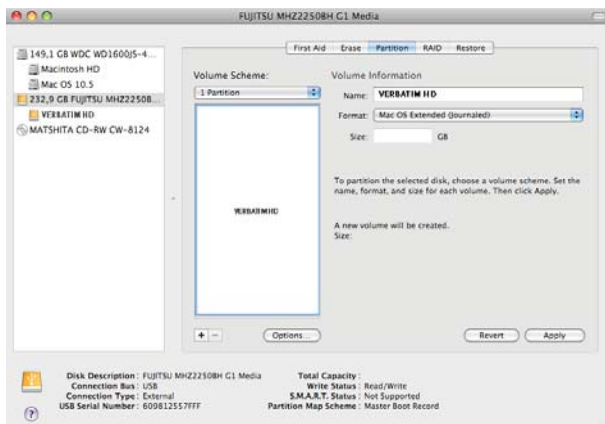 FUJITSU MHZ2250BH G1 Media
First Aid Erase Partition RAID Restore
149,1 GB WDC WD1600JS-4...
Macintosh HD
Mac OS 10.5
232,9 GB FUJITSU MHZ2250B...
VERBATIM HD
MATSHITA CD-RW CW-8124
Volume Scheme:
1 Partition
VERBATIM HD
+ - Options...
Volume Information
Name: VERBATIM HD
Format: Mac OS Extended (Journaled)
Size: GB
To partition the selected disk, choose a volume scheme. Set the
name, format, and size for each volume. Then click Apply.
A new volume will be created.
Size:
Revert Apply
Disk Description : FUJITSU MHZ2250BH G1 Media
Connection Bus : USB
Connection Type : External
USB Serial Number : 609812557FFF
Total Capacity :
Write Status : Read/Write
S.M.A.R.T. Status : Not Supported
Partition Map Scheme : Master Boot Record
?